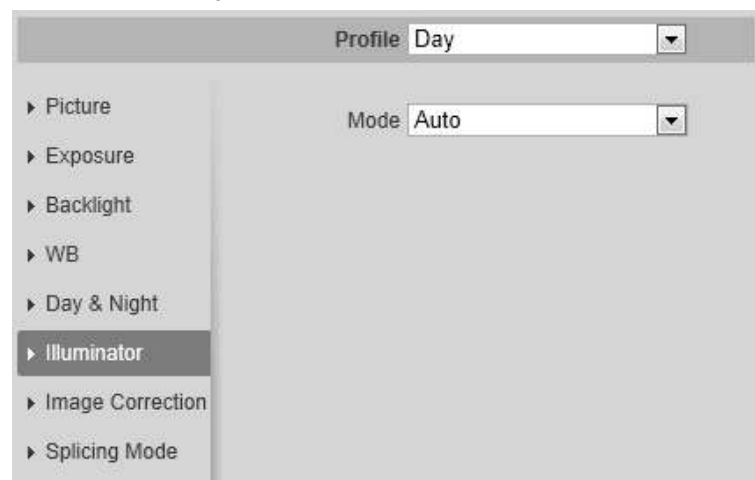 Profile Day
Mode Auto
Picture
Exposure
Backlight
WB
Day & Night
Illuminator
Image Correction
Splicing Mode